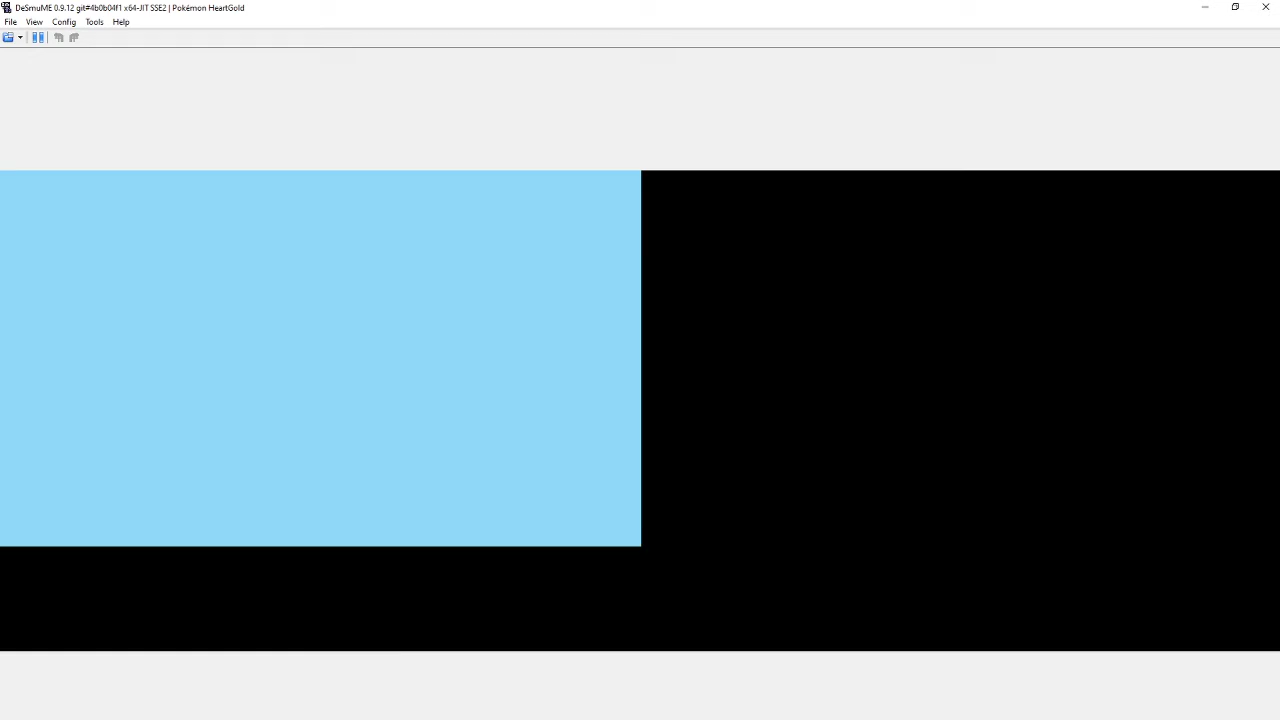 DeSmuME 0.9.12 git#4b0b04f1 x64-JIT SSE2 | Pokémon HeartGold
File View Config Tools Help